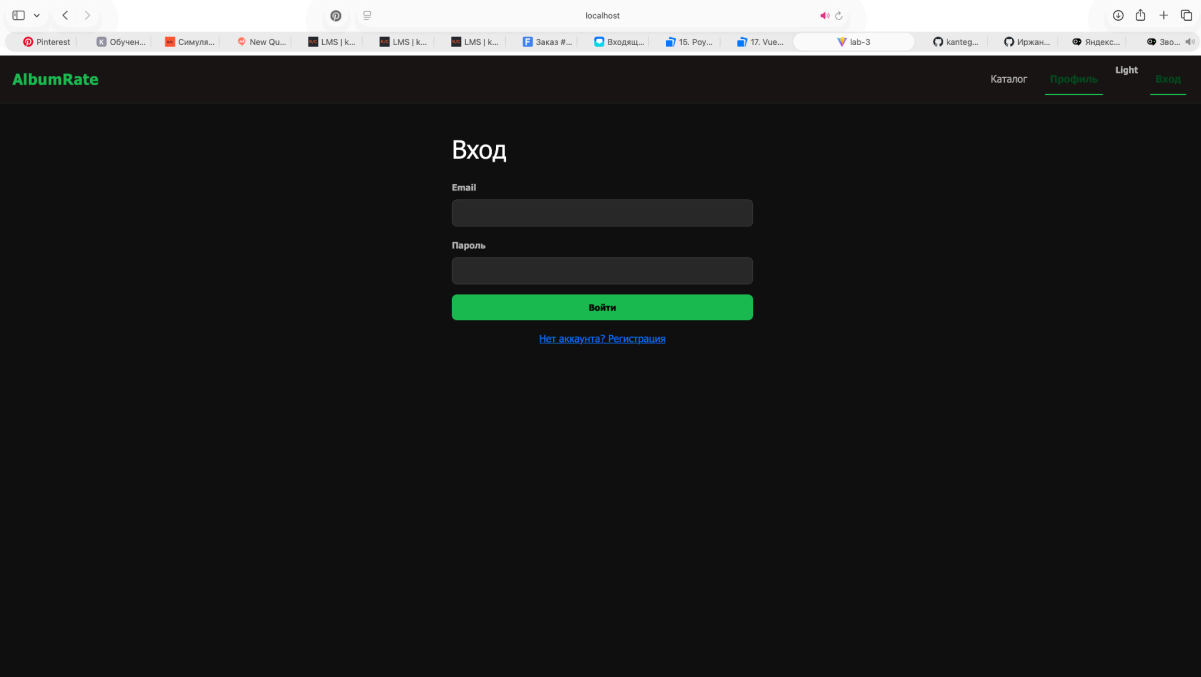 localhost
Pinterest
Обучен...
Симуля...
New Qu...
LMS | k...
LMS | k...
LMS | k...
Заказ #...
Входящ...
15. Роу...
17. Vue...
lab-3
kanteg...
Иржан...
Яндекс...
Зво...
AlbumRate
Каталог
Профиль
Light
Вход
Вход
Email
Пароль
Войти
Нет аккаунта? Регистрация